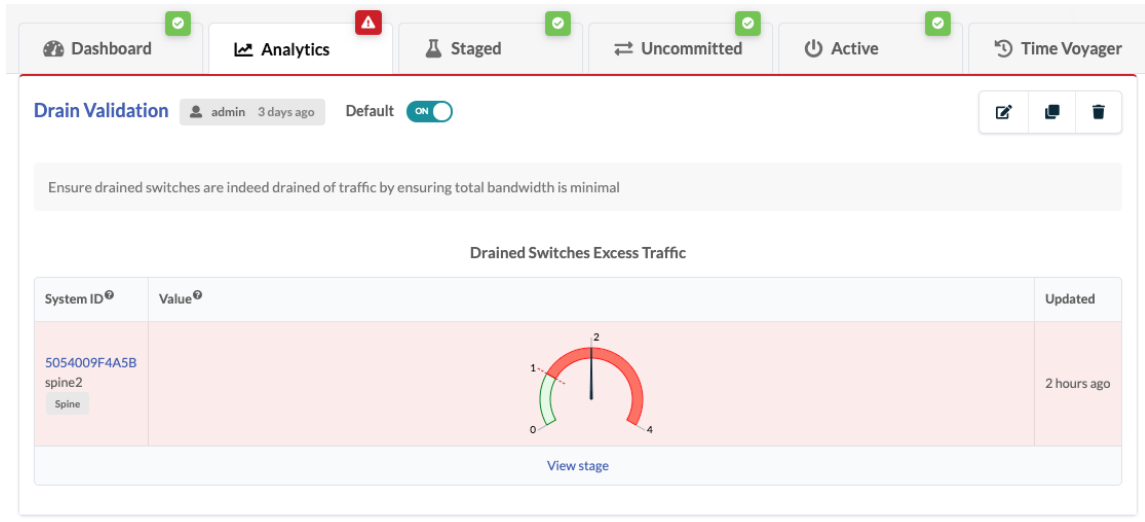 Dashboard
Analytics
Staged
Uncommitted
Active
Time Voyager
Drain Validation
admin 3 days ago
Default
ON
Ensure drained switches are indeed drained of traffic by ensuring total bandwidth is minimal
Drained Switches Excess Traffic
System ID
Value
Updated
5054009F4A5B
spine2
Spine
0
1
2
4
2 hours ago
View stage